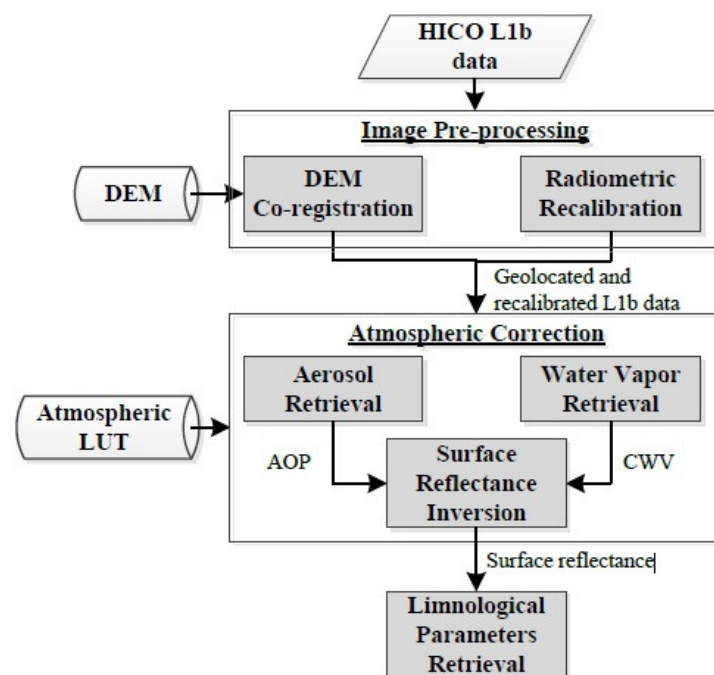 HICO L1b
data
Image Pre-processing
DEM
DEM
Co-registration
Radiometric
Recalibration
Geolocated and
recalibrated L1b data
Atmospheric Correction
Atmospheric
LUT
Aerosol
Retrieval
Water Vapor
Retrieval
AOP
Surface
Reflectance
Inversion
CWV
Surface reflectance
Limnological
Parameters
Retrieval